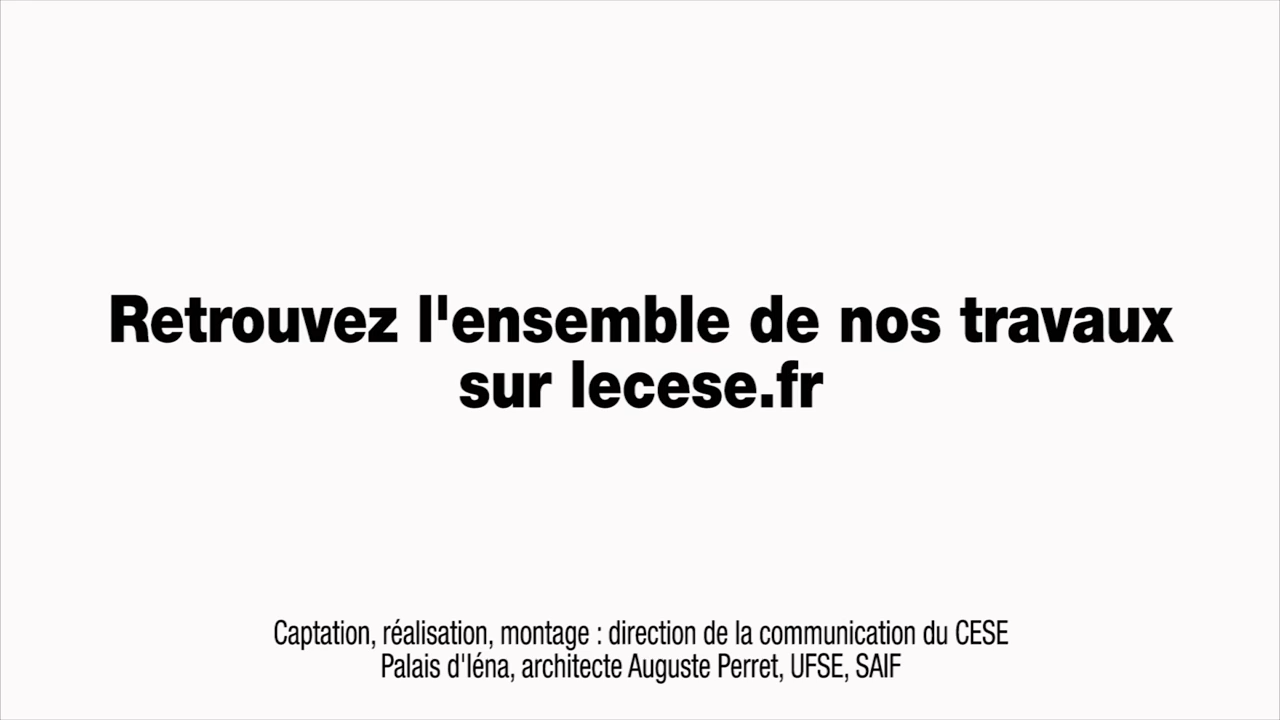 Retrouvez l'ensemble de nos travaux
sur lecese.fr
Captation, réalisation, montage : direction de la communication du CESE
Palais d'Iéna, architecte Auguste Perret, UFSE, SAIF